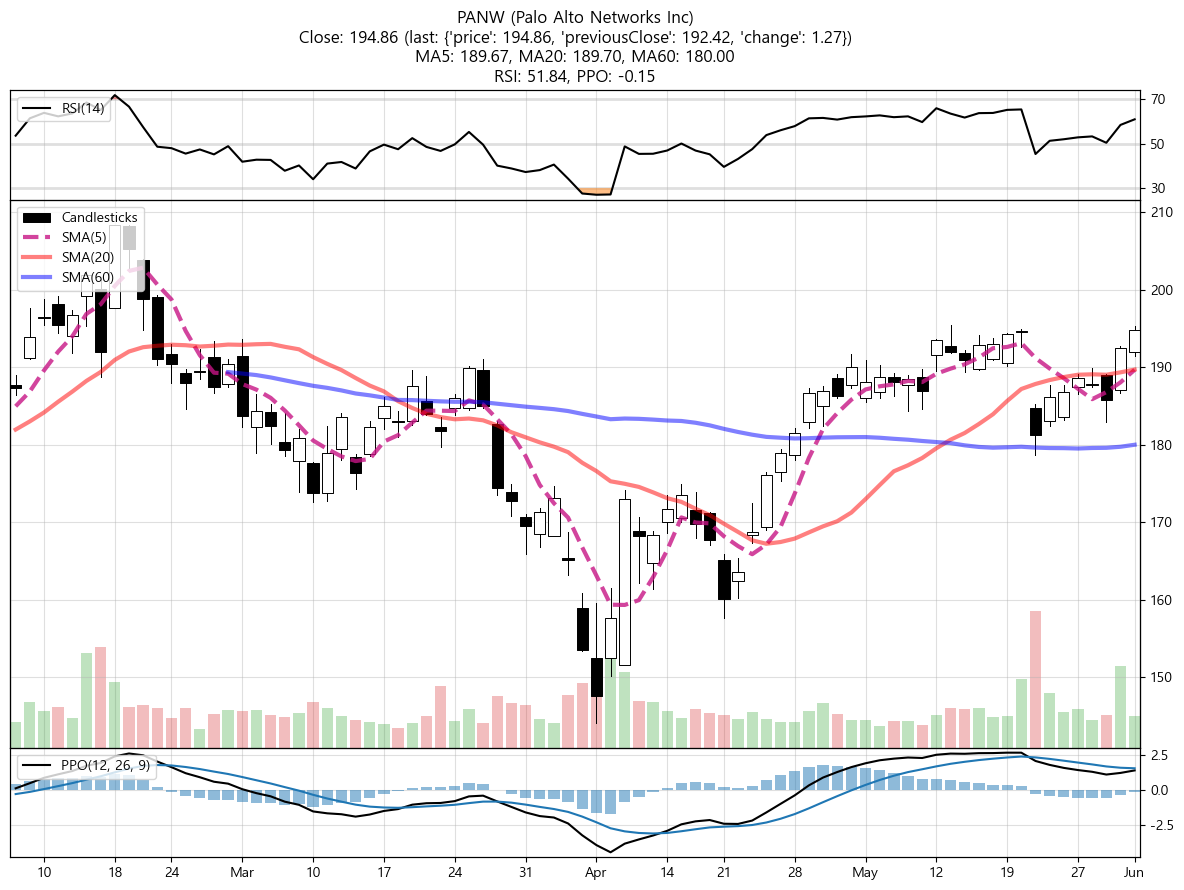 PANW (Palo Alto Networks Inc)
Close: 194.86 (last: {'price': 194.86, 'previousClose': 192.42, 'change': 1.27})
MA5: 189.67, MA20: 189.70, MA60: 180.00
RSI: 51.84, PPO: -0.15
RSI(14)
70
50
30
Candlesticks
SMA(5)
SMA(20)
SMA(60)
210
200
190
180
170
160
150
PPO(12, 26, 9)
2.5
0.0
−2.5
10 18 24 Mar 10 17 24 31 Apr 14 21 28 May 12 19 27 Jun